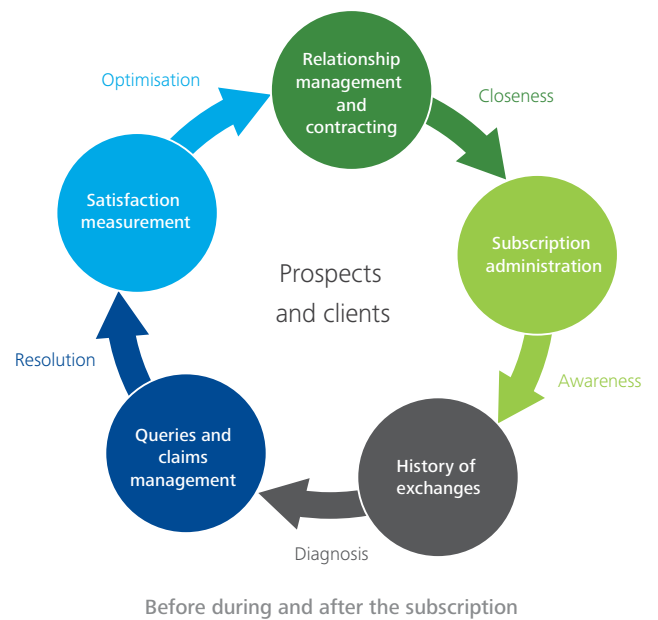 Relationship
management
and
contracting
Closeness
Subscription
administration
Awareness
History of
exchanges
Diagnosis
Queries and
claims
management
Resolution
Satisfaction
measurement
Optimisation
Prospects
and clients
Before during and after the subscription